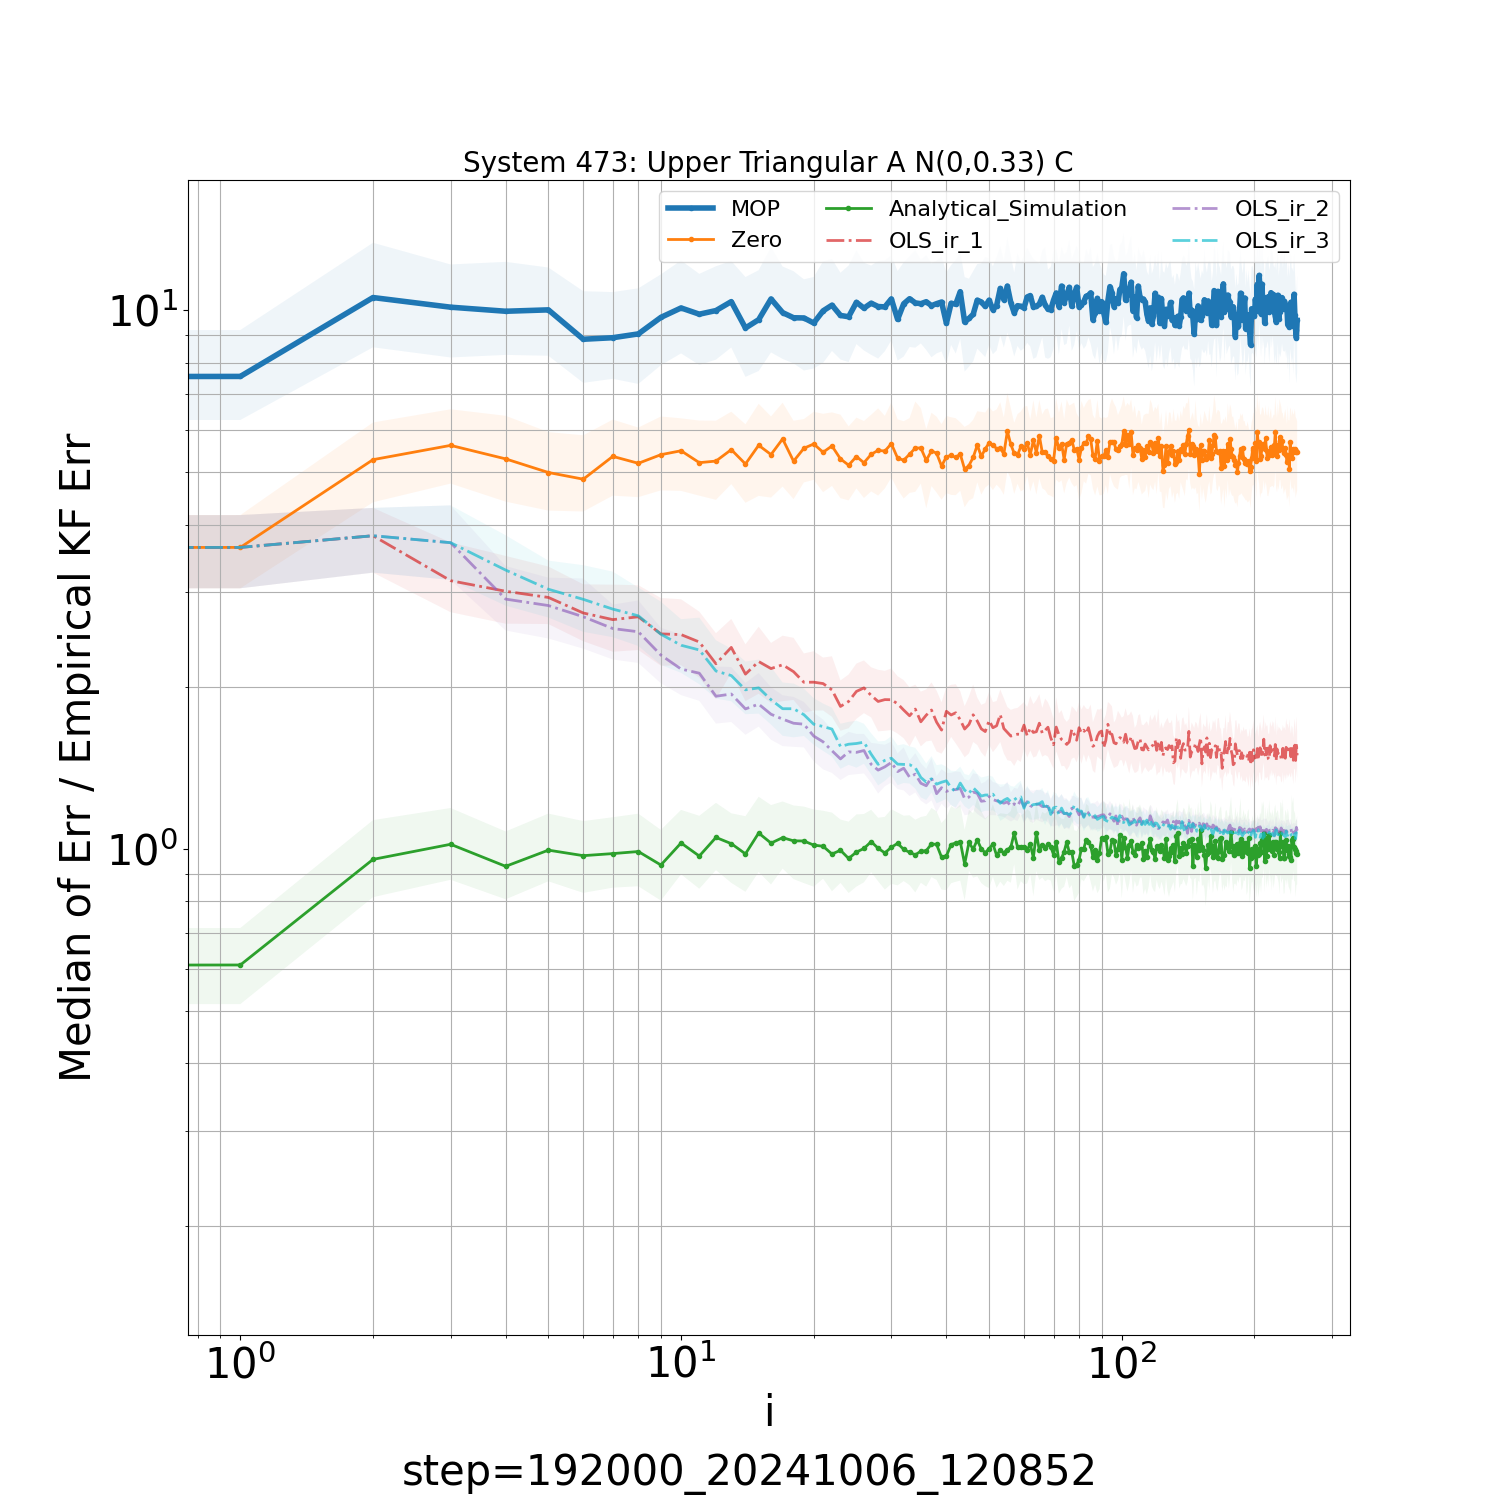 System 473: Upper Triangular A N(0,0.33) C
MOP
Zero
Analytical_Simulation
OLS_ir_1
OLS_ir_2
OLS_ir_3
10¹
10⁰
Median of Err / Empirical KF Err
10⁰ 10¹ 10²
i
step=192000_20241006_120852